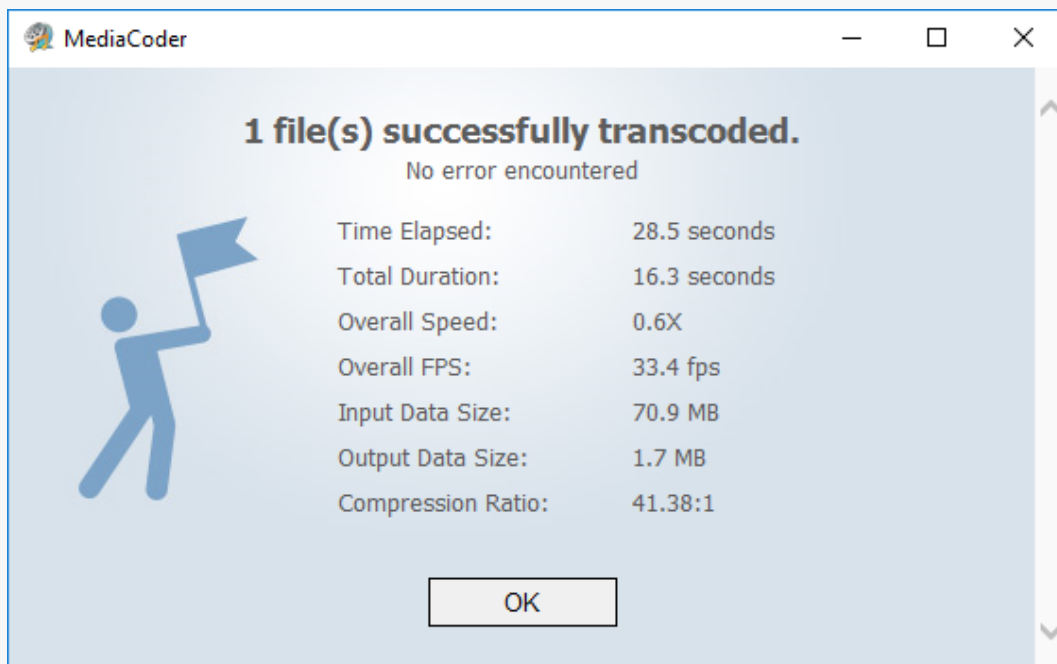 MediaCoder
1 file(s) successfully transcoded.
No error encountered
Time Elapsed: 28.5 seconds
Total Duration: 16.3 seconds
Overall Speed: 0.6X
Overall FPS: 33.4 fps
Input Data Size: 70.9 MB
Output Data Size: 1.7 MB
Compression Ratio: 41.38:1
OK